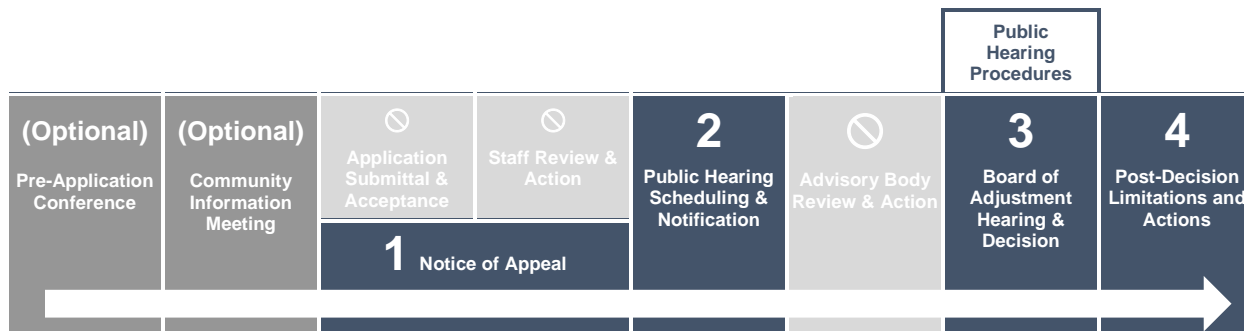 Public
Hearing
Procedures
(Optional)
Pre-Application
Conference
(Optional)
Community
Information
Meeting
Application
Submittal &
Acceptance
Staff Review &
Action
1 Notice of Appeal
2
Public Hearing
Scheduling &
Notification
Advisory Body
Review & Action
3
Board of
Adjustment
Hearing &
Decision
4
Post-Decision
Limitations and
Actions